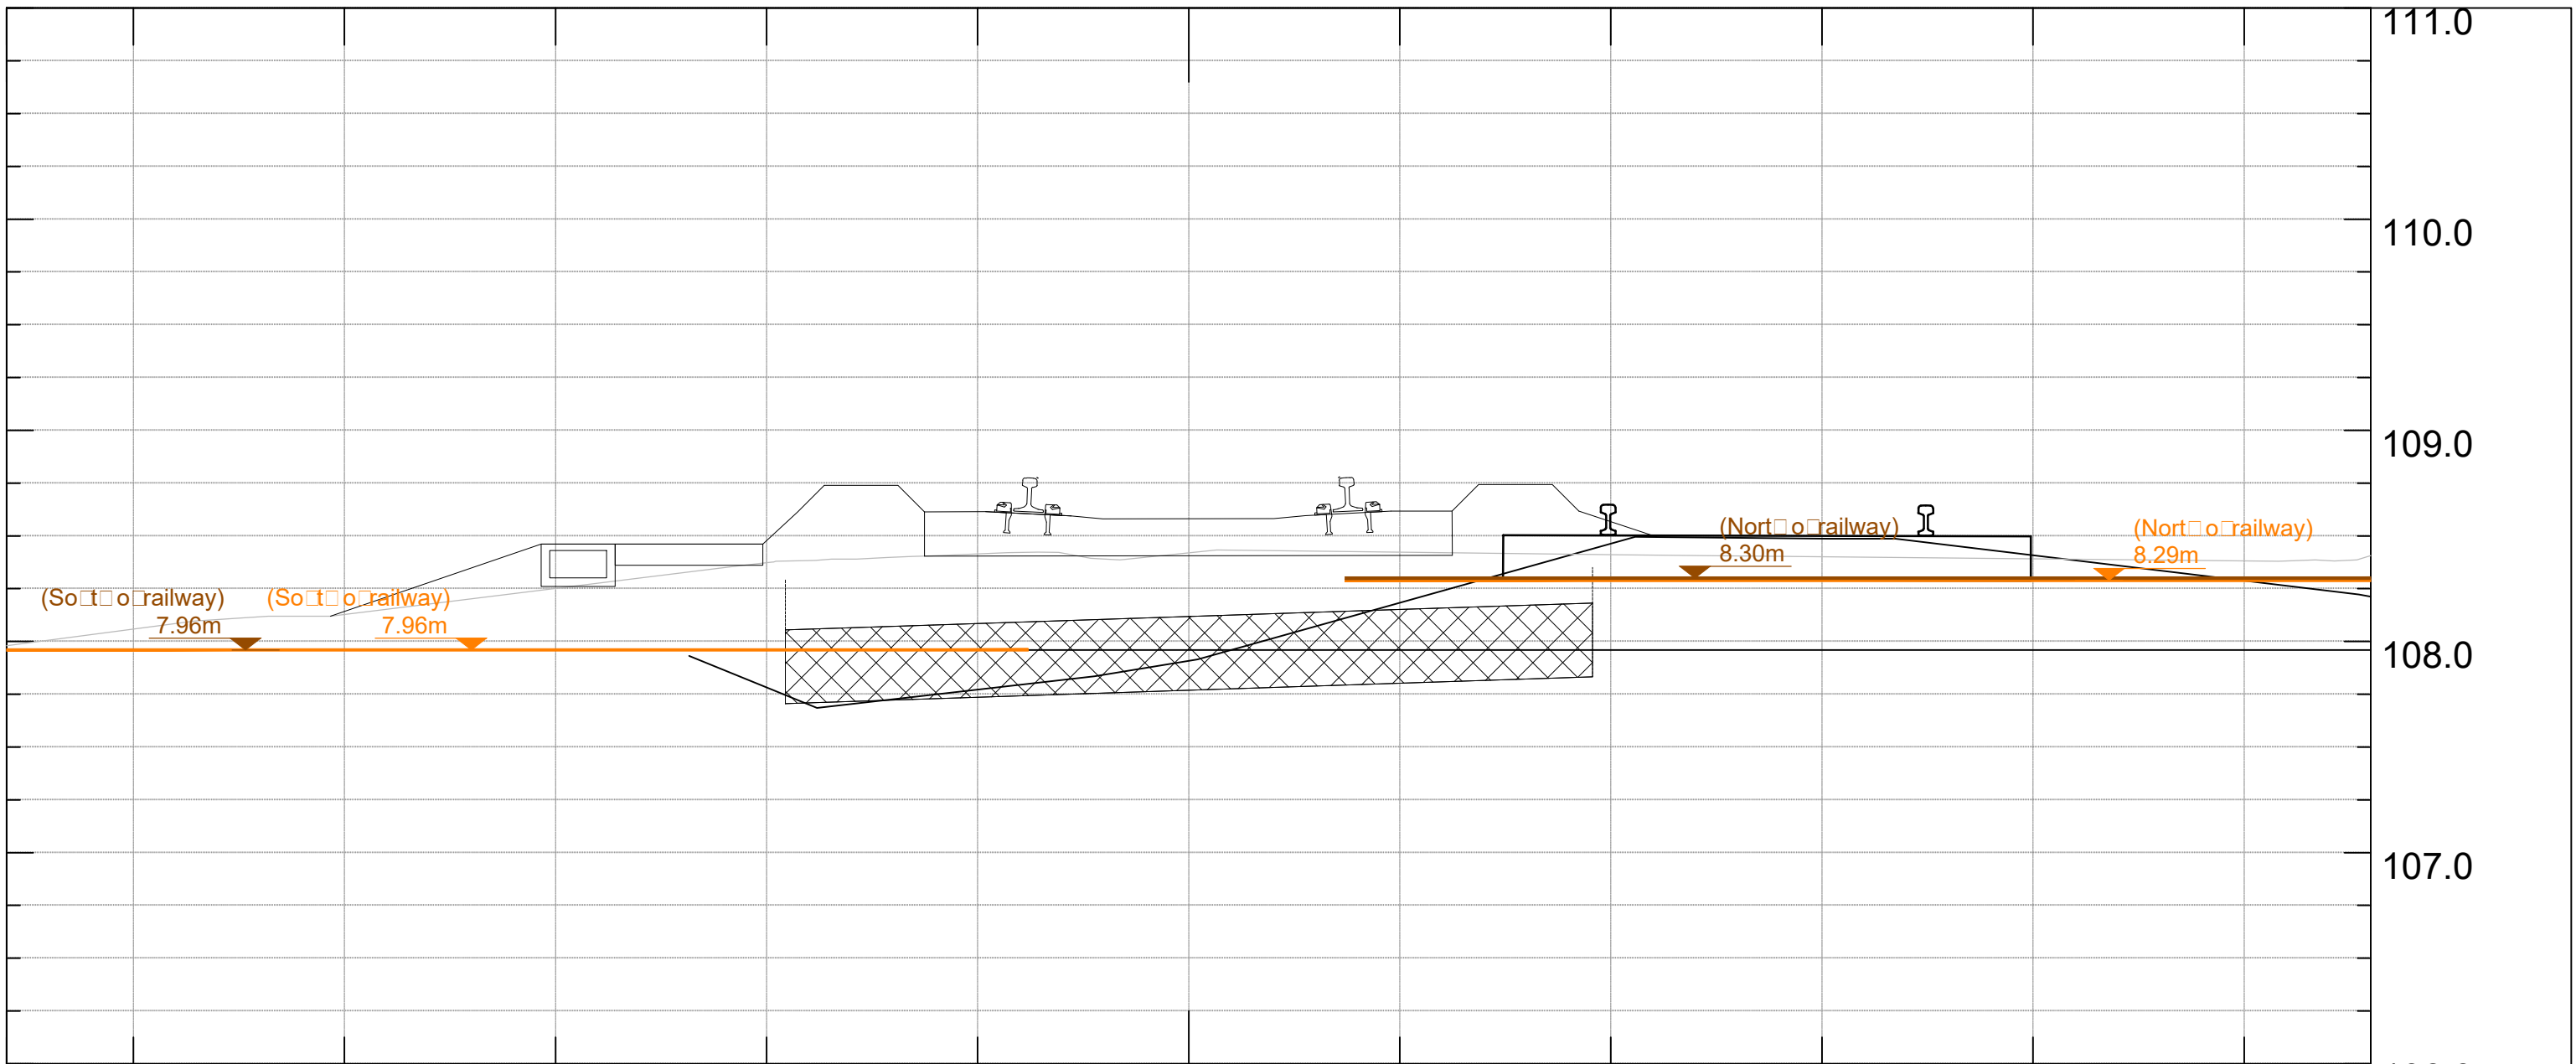 111.0
110.0
109.0
(Nort□ o□railway)
8.30m
(Nort□ o□railway)
8.29m
(So□t□ o□railway)
7.96m
(So□t□ o□railway)
7.96m
108.0
107.0